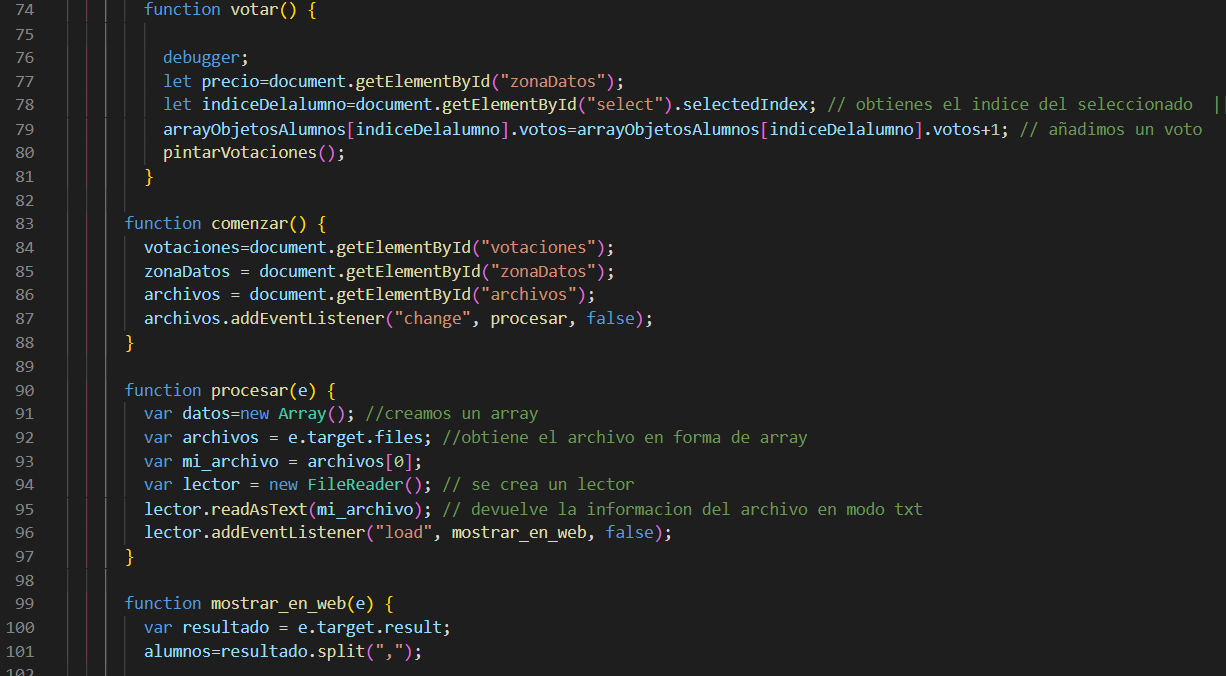 74 function votar() {
75
76 debugger;
77 let precio=document.getElementById("zonaDatos");
78 let indiceDelalumno=document.getElementById("select").selectedIndex; // obtienes el indice del seleccionado ||
79 arrayObjetosAlumnos[indiceDelalumno].votos=arrayObjetosAlumnos[indiceDelalumno].votos+1; // añadimos un voto
80 pintarVotaciones();
81 }
82
83 function comenzar() {
84 votaciones=document.getElementById("votaciones");
85 zonaDatos = document.getElementById("zonaDatos");
86 archivos = document.getElementById("archivos");
87 archivos.addEventListener("change", procesar, false);
88 }
89
90 function procesar(e) {
91 var datos=new Array(); //creamos un array
92 var archivos = e.target.files; //obtiene el archivo en forma de array
93 var mi_archivo = archivos[0];
94 var lector = new FileReader(); // se crea un lector
95 lector.readAsText(mi_archivo); // devuelve la informacion del archivo en modo txt
96 lector.addEventListener("load", mostrar_en_web, false);
97 }
98
99 function mostrar_en_web(e) {
100 var resultado = e.target.result;
101 alumnos=resultado.split(",");
102